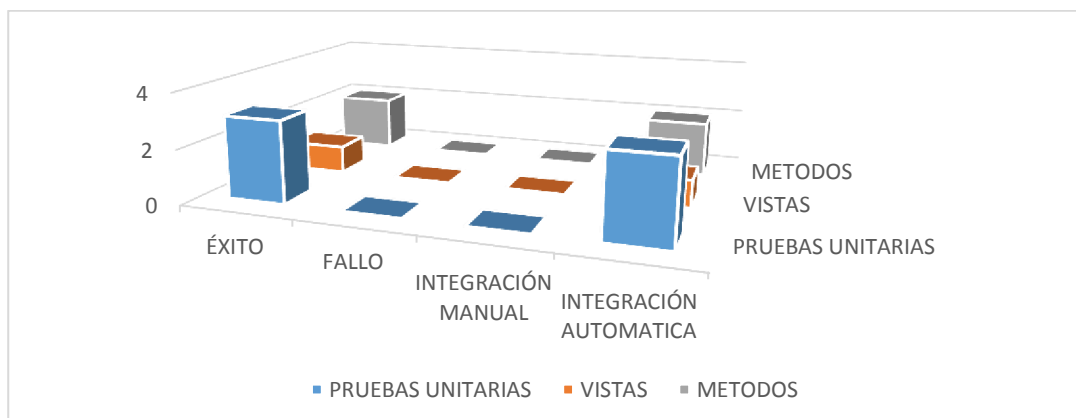 4
2
0
METODOS
VISTAS
PRUEBAS UNITARIAS
ÉXITO
FALLO
INTEGRACIÓN
MANUAL
INTEGRACIÓN
AUTOMATICA
PRUEBAS UNITARIAS VISTAS METODOS